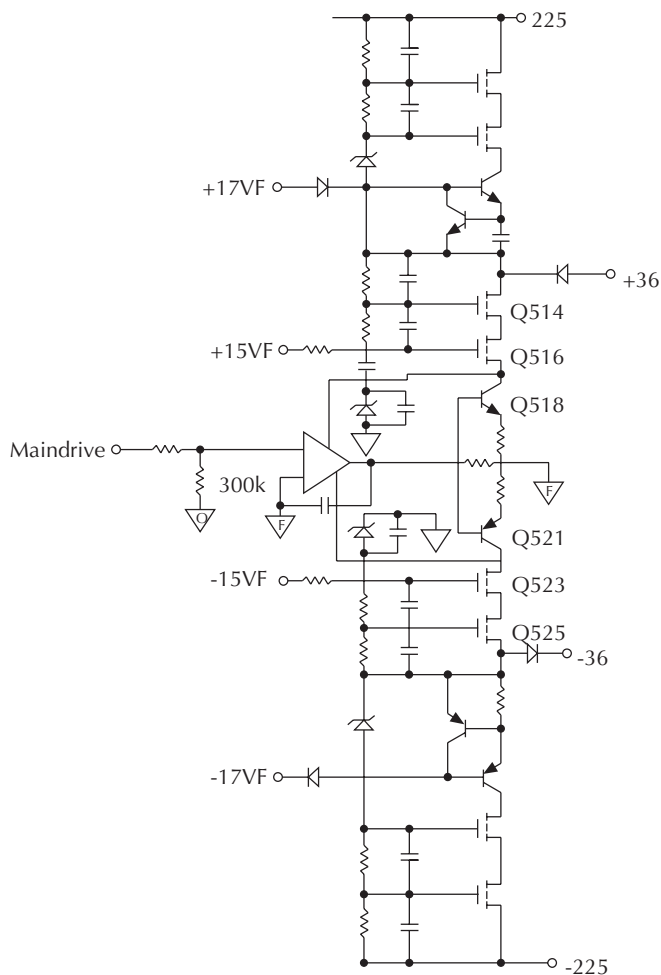 225
+17VF
+36
Q514
+15VF
Q516
Q518
Maindrive
300k
O
F
F
Q521
-15VF
Q523
Q525
-36
-17VF
-225